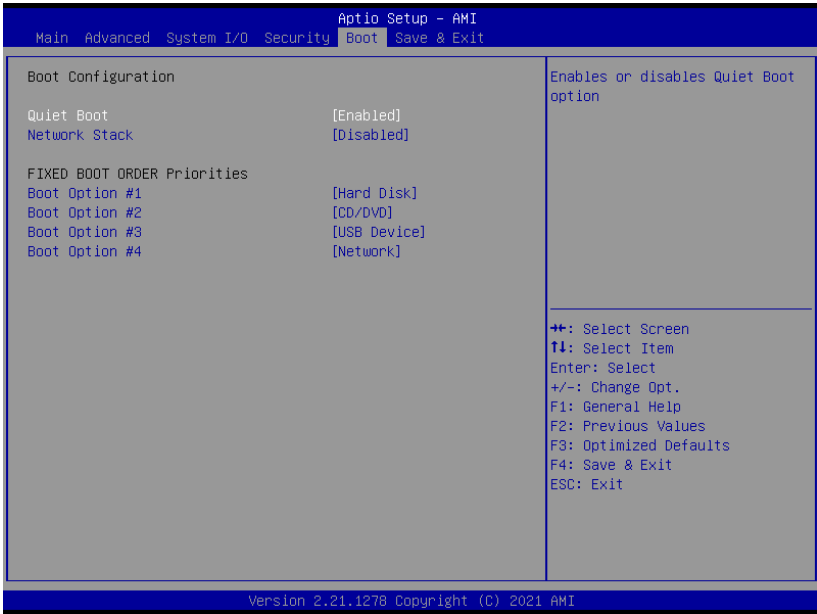 Aptio Setup – AMI
Main Advanced System I/O Security Boot Save & Exit
Boot Configuration
Quiet Boot [Enabled]
Network Stack [Disabled]
FIXED BOOT ORDER Priorities
Boot Option #1 [Hard Disk]
Boot Option #2 [CD/DVD]
Boot Option #3 [USB Device]
Boot Option #4 [Network]
Enables or disables Quiet Boot
option
→←: Select Screen
↑↓: Select Item
Enter: Select
+/-: Change Opt.
F1: General Help
F2: Previous Values
F3: Optimized Defaults
F4: Save & Exit
ESC: Exit
Version 2.21.1278 Copyright (C) 2021 AMI